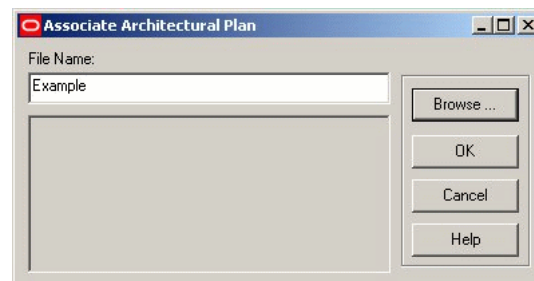 Associate Architectural Plan
File Name:
Example
Browse ...
OK
Cancel
Help